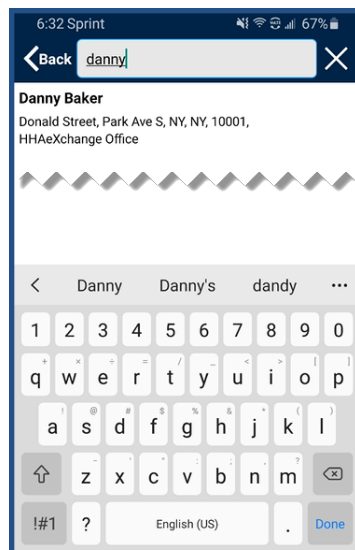 6:32 Sprint 67%
Back danny
Danny Baker
Donald Street, Park Ave S, NY, NY, 10001,
HHAeXchange Office
Danny Danny's dandy
1 2 3 4 5 6 7 8 9 0
q w e r t y u i o p
a s d f g h j k l
z x c v b n m
!#1 ? English (US) . Done